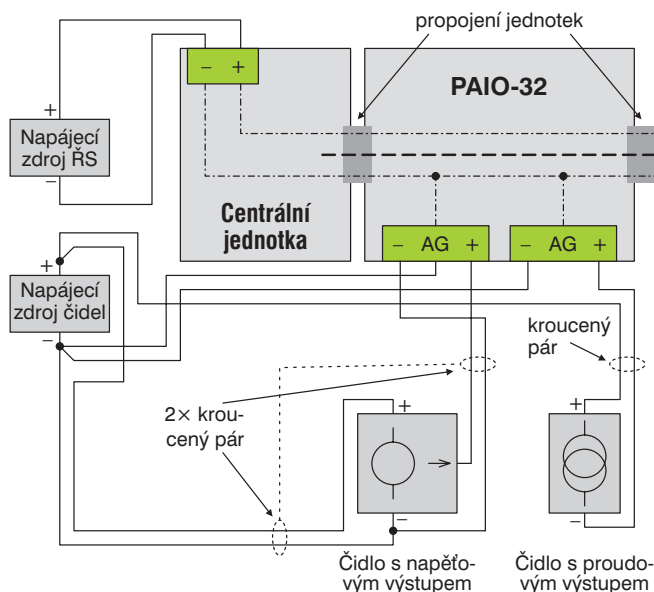 propojení jednotek
− +
PAIO-32
+
Napájecí
zdroj ŘS
−
Centrální
jednotka
− AG +
− AG +
+
Napájecí
zdroj čidel
−
kroucený
pár
2× krou-
cený pár
+
−
+
−
Čidlo s napěťo-
vým výstupem
Čidlo s proudo-
vým výstupem